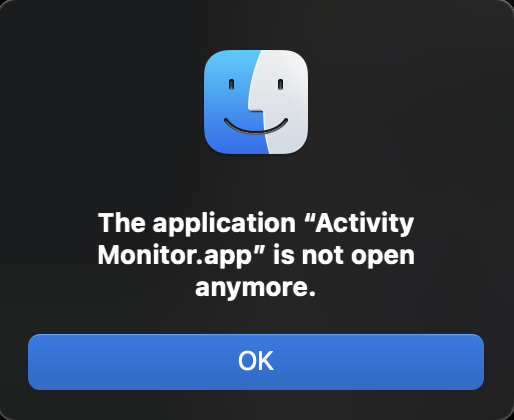 The application “Activity
Monitor.app” is not open
anymore.
OK